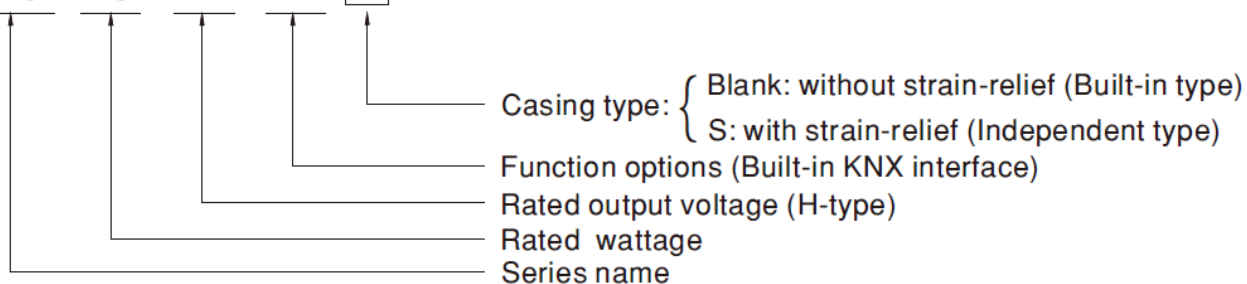 Casing type: { Blank: without strain-relief (Built-in type)
S: with strain-relief (Independent type)
Function options (Built-in KNX interface)
Rated output voltage (H-type)
Rated wattage
Series name